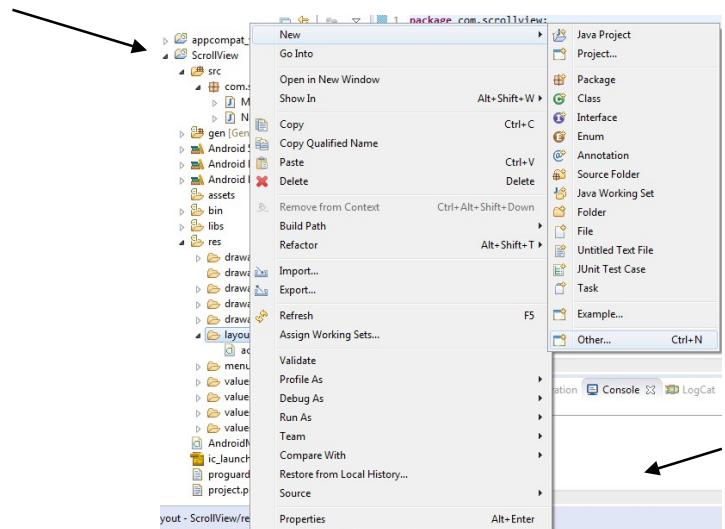 1 package com.scrollview;
appcompat_
ScrollView
src
com.s
M
N
gen [Gen
Android
Android
Android
assets
bin
libs
res
drawa
drawa
drawa
drawa
drawa
layou
ac
menu
value
value
value
value
AndroidM
ic_launch
proguard
project.p
yout - ScrollView/re
New
Go Into
Open in New Window
Show In Alt+Shift+W
Copy Ctrl+C
Copy Qualified Name
Paste Ctrl+V
Delete Delete
Remove from Context Ctrl+Alt+Shift+Down
Build Path
Refactor Alt+Shift+T
Import...
Export...
Refresh F5
Assign Working Sets...
Validate
Profile As
Debug As
Run As
Team
Compare With
Restore from Local History...
Source
Properties Alt+Enter
Java Project
Project...
Package
Class
Interface
Enum
Annotation
Source Folder
Java Working Set
Folder
File
Untitled Text File
JUnit Test Case
Task
Example...
Other... Ctrl+N
ration Console LogCat